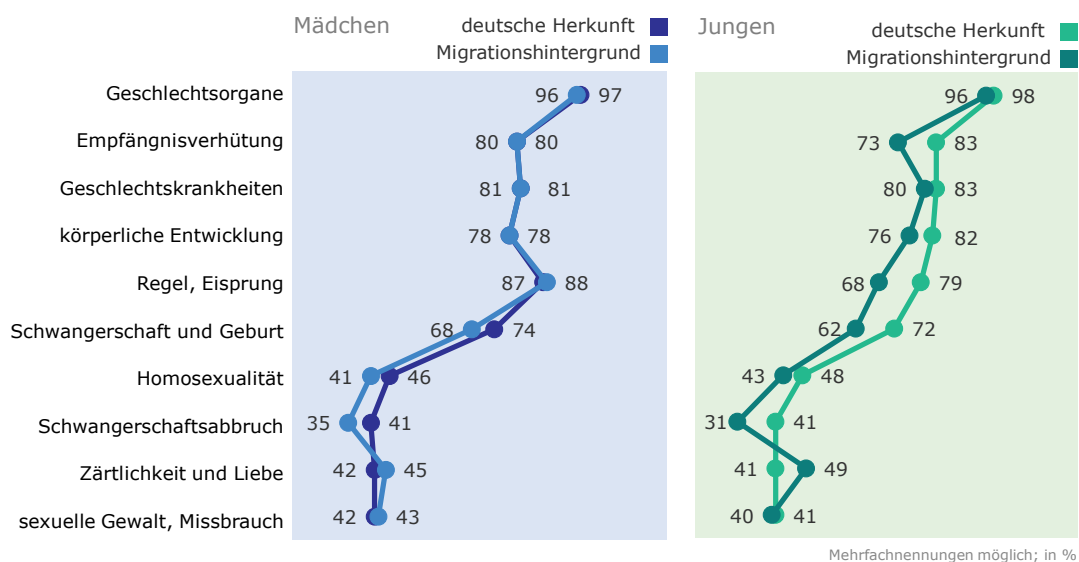 Mädchen deutsche Herkunft
Migrationshintergrund
Jungen deutsche Herkunft
Migrationshintergrund
Geschlechtsorgane 96 97 96 98
Empfängnisverhütung 80 80 73 83
Geschlechtskrankheiten 81 81 80 83
körperliche Entwicklung 78 78 76 82
Regel, Eisprung 87 88 68 79
Schwangerschaft und Geburt 68 74 62 72
Homosexualität 41 46 43 48
Schwangerschaftsabbruch 35 41 31 41
Zärtlichkeit und Liebe 42 45 41 49
sexuelle Gewalt, Missbrauch 42 43 40 41
Mehrfachnennungen möglich; in %